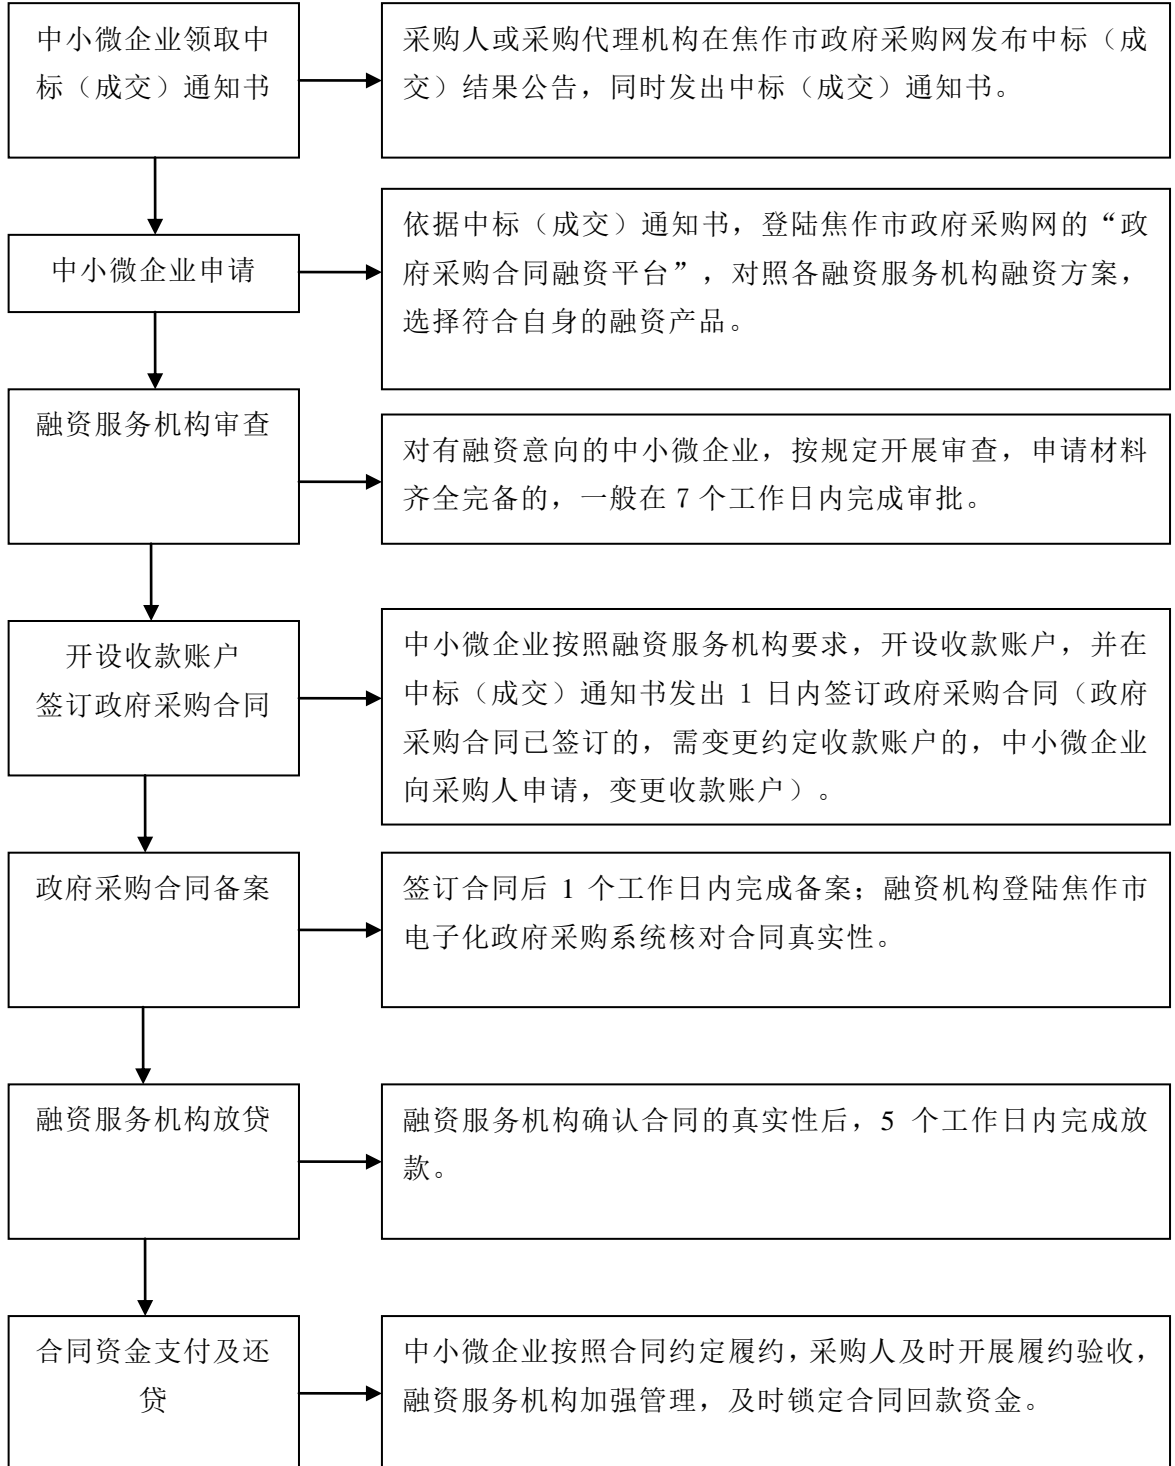 中小微企业领取中
标（成交）通知书
采购人或采购代理机构在焦作市政府采购网发布中标（成
交）结果公告，同时发出中标（成交）通知书。
中小微企业申请
依据中标（成交）通知书，登陆焦作市政府采购网的“政
府采购合同融资平台”，对照各融资服务机构融资方案，
选择符合自身的融资产品。
融资服务机构审查
对有融资意向的中小微企业，按规定开展审查，申请材料
齐全完备的，一般在 7 个工作日内完成审批。
开设收款账户
签订政府采购合同
中小微企业按照融资服务机构要求，开设收款账户，并在
中标（成交）通知书发出 1 日内签订政府采购合同（政府
采购合同已签订的，需变更约定收款账户的，中小微企业
向采购人申请，变更收款账户）。
政府采购合同备案
签订合同后 1 个工作日内完成备案；融资机构登陆焦作市
电子化政府采购系统核对合同真实性。
融资服务机构放贷
融资服务机构确认合同的真实性后，5 个工作日内完成放
款。
合同资金支付及还
贷
中小微企业按照合同约定履约，采购人及时开展履约验收，
融资服务机构加强管理，及时锁定合同回款资金。